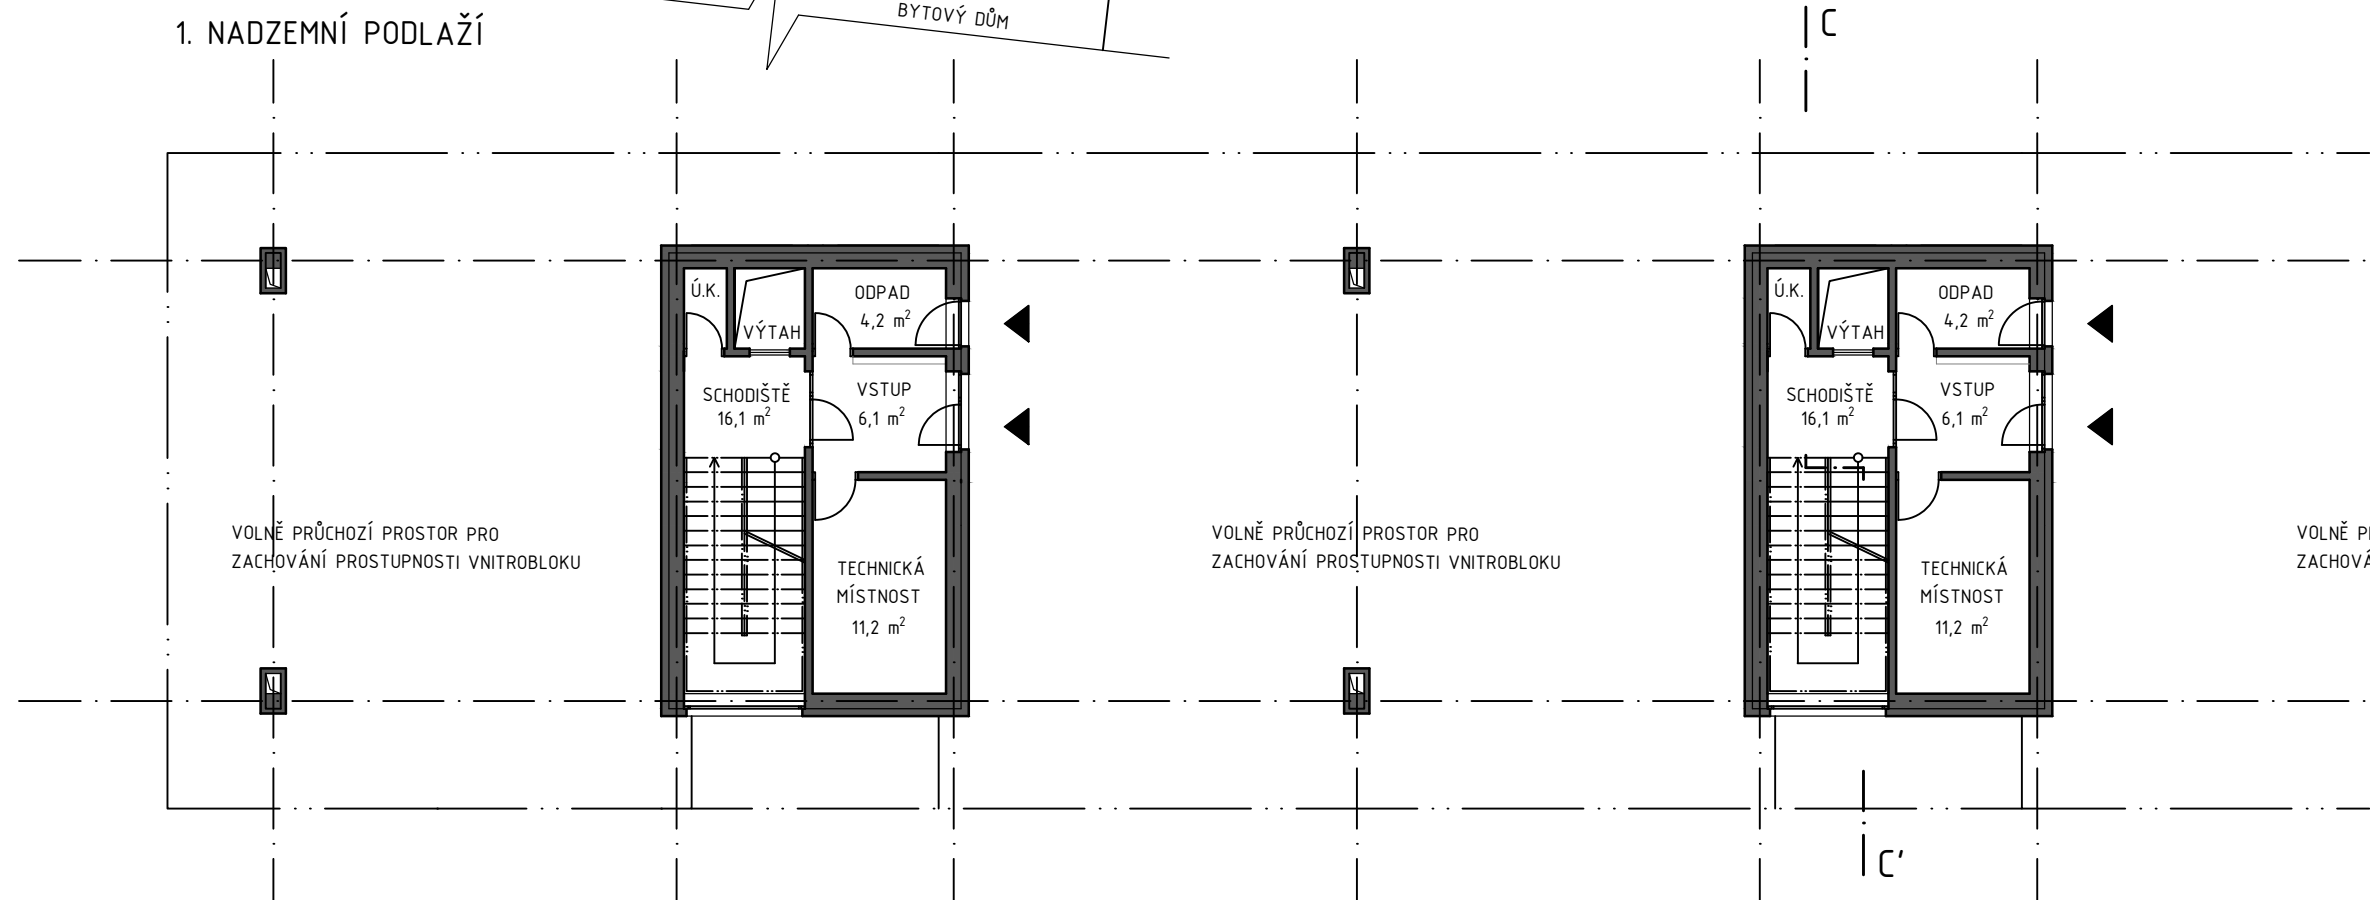 BYTOVÝ DŮM
C
1. NADZEMNÍ PODLAŽÍ
Ú.K.
VÝTAH
ODPAD
4,2 m²
SCHODIŠTĚ
16,1 m²
VSTUP
6,1 m²
VOLNĚ PRŮCHOZÍ PROSTOR PRO
ZACHOVÁNÍ PROSTUPNOSTI VNITROBLOKU
TECHNICKÁ
MÍSTNOST
11,2 m²
VOLNĚ PRŮCHOZÍ PROSTOR PRO
ZACHOVÁNÍ PROSTUPNOSTI VNITROBLOKU
Ú.K.
VÝTAH
ODPAD
4,2 m²
SCHODIŠTĚ
16,1 m²
VSTUP
6,1 m²
TECHNICKÁ
MÍSTNOST
11,2 m²
VOLNĚ
C'